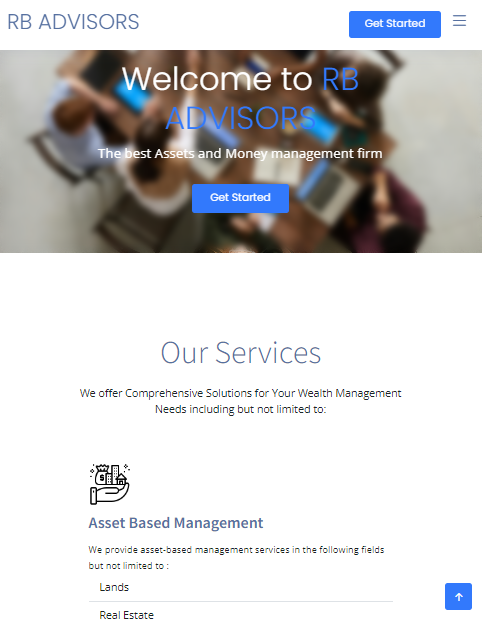 RB ADVISORS
Get Started
Welcome to RB
ADVISORS
The best Assets and Money management firm
Get Started
Our Services
We offer Comprehensive Solutions for Your Wealth Management
Needs including but not limited to:
Asset Based Management
We provide asset-based management services in the following fields
but not limited to :
Lands
Real Estate